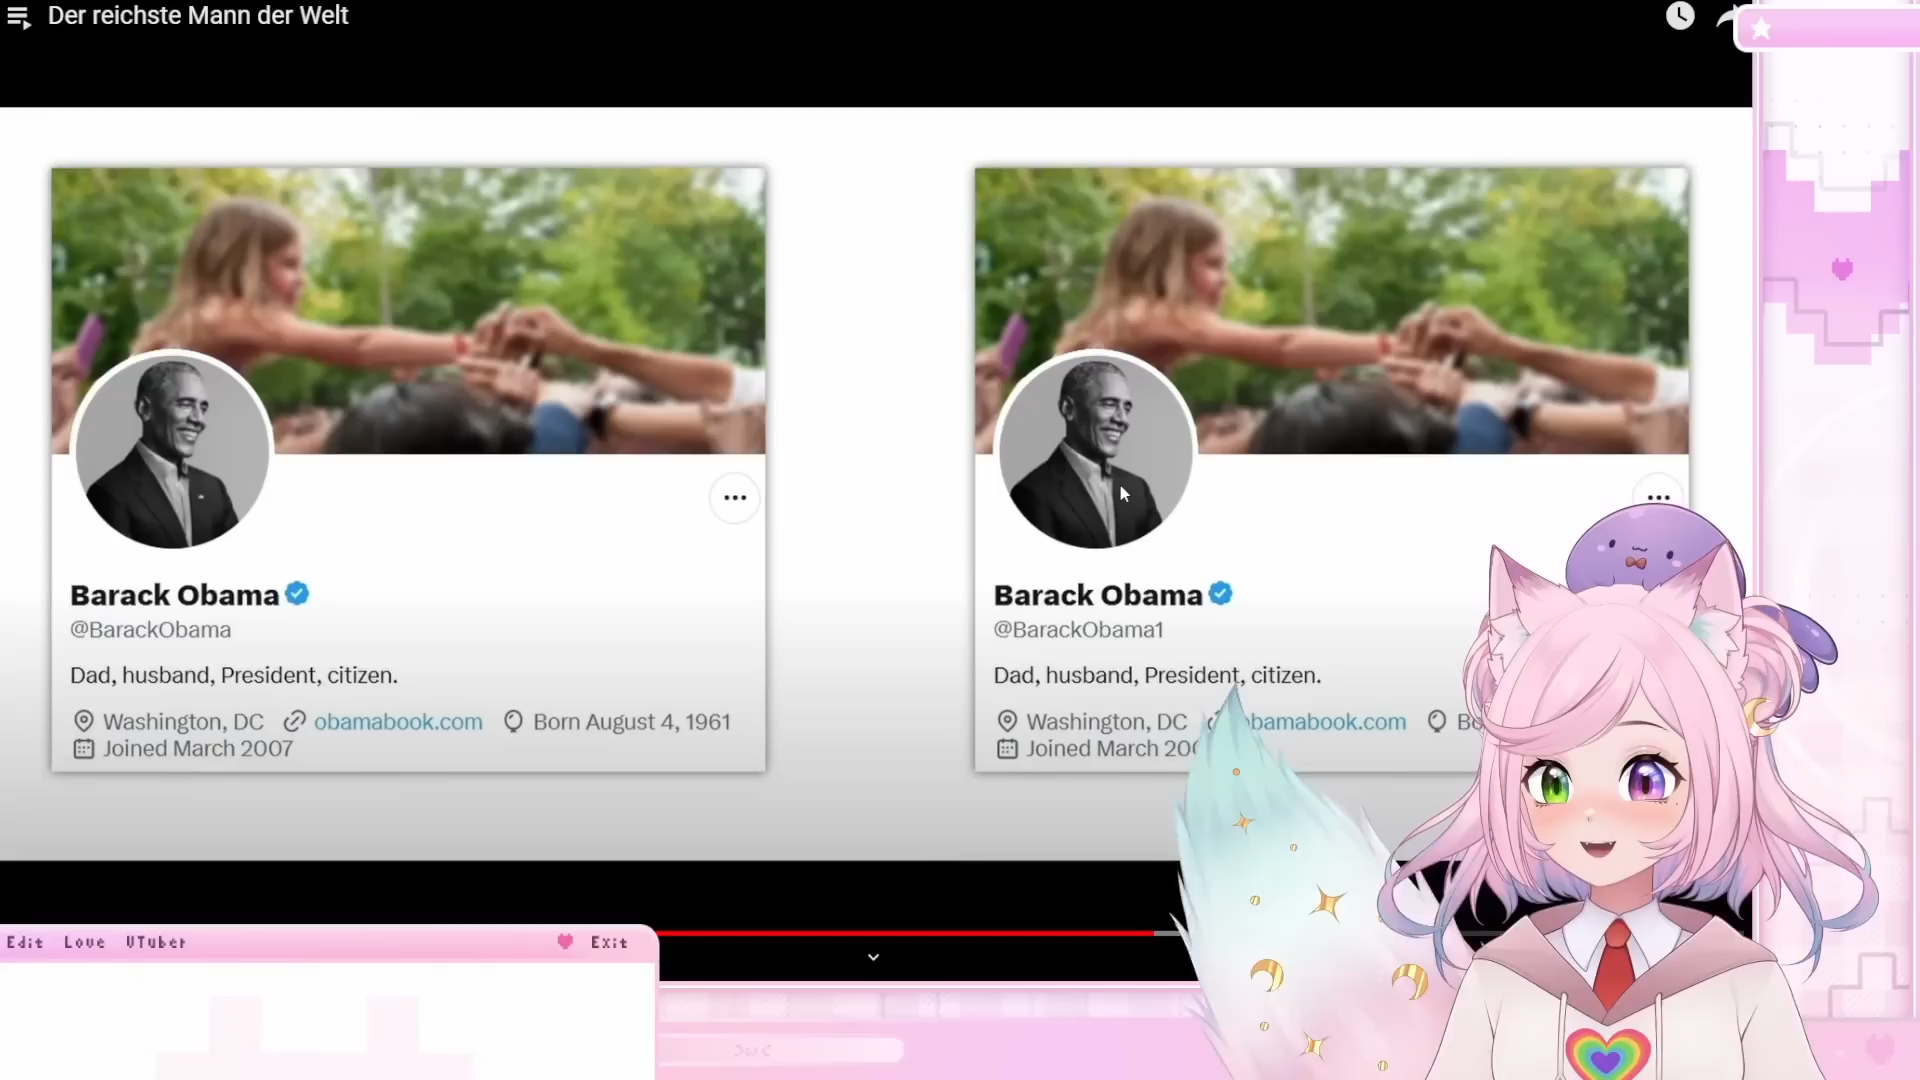 Der reichste Mann der Welt
Barack Obama
@BarackObama
Dad, husband, President, citizen.
Washington, DC obamabook.com Born August 4, 1961
Joined March 2007
Barack Obama
@BarackObama1
Dad, husband, President, citizen.
Washington, DC obamabook.com
Joined March
Edit Love VTuber Exit
>w<